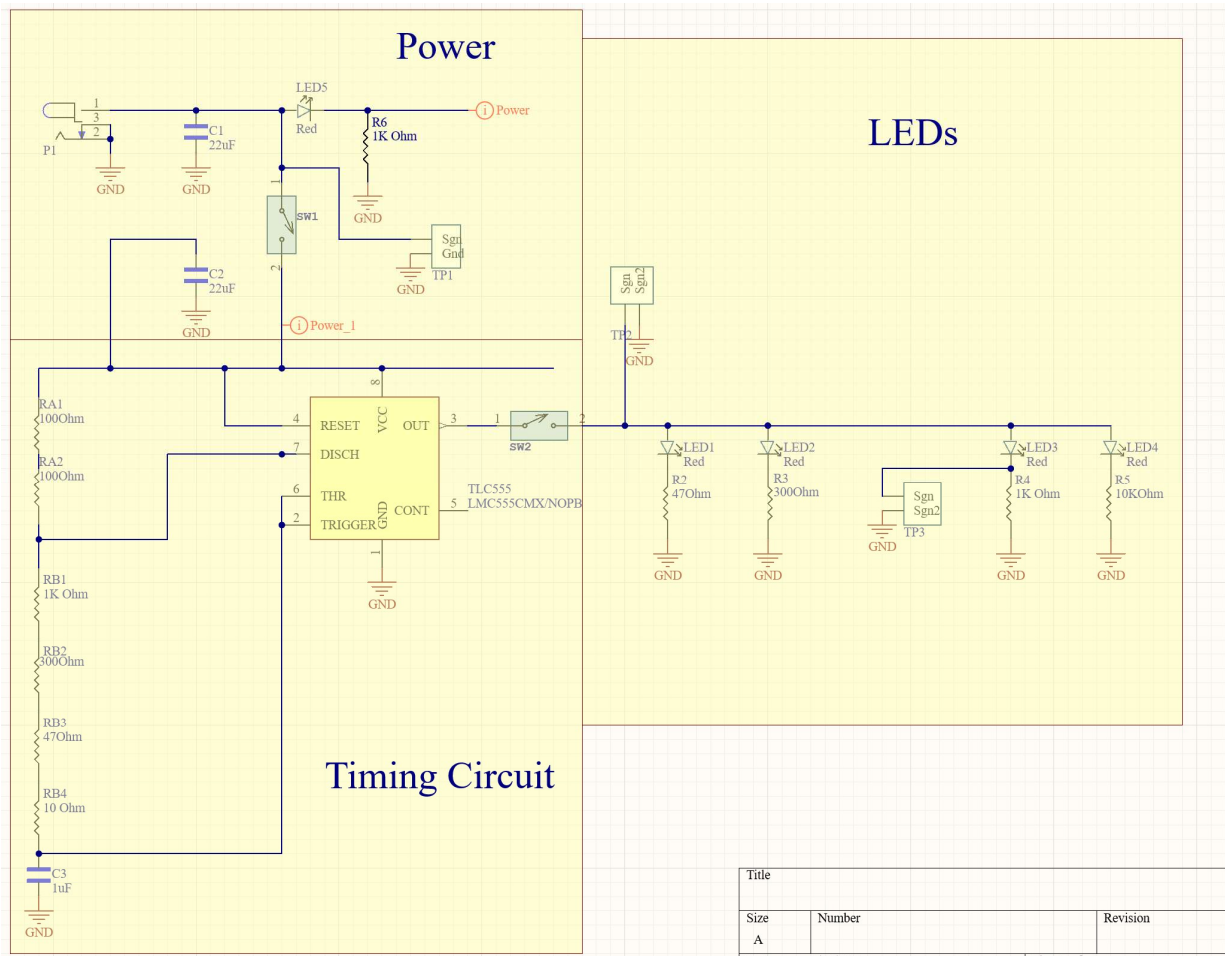 Power
LEDs
LED5
Red
Power
1
3
2
P1
C1
22uF
R6
1K Ohm
GND
GND
GND
1
SW1
2
Sgn
Gnd
TP1
GND
C2
22uF
GND
Power_1
Sgn
Sgn2
TP2
GND
RA1
100Ohm
RA2
100Ohm
8
4
RESET
VCC
OUT
3
1
2
SW2
7
DISCH
6
THR
2
TRIGGER
GND
CONT
5
TLC555
LMC555CMX/NOPB
1
GND
LED1
Red
R2
47Ohm
GND
LED2
Red
R3
300Ohm
GND
Sgn
Sgn2
TP3
GND
LED3
Red
R4
1K Ohm
GND
LED4
Red
R5
10KOhm
GND
RB1
1K Ohm
RB2
300Ohm
RB3
47Ohm
RB4
10 Ohm
Timing Circuit
C3
1uF
GND
Title
Size
A
Number
Revision